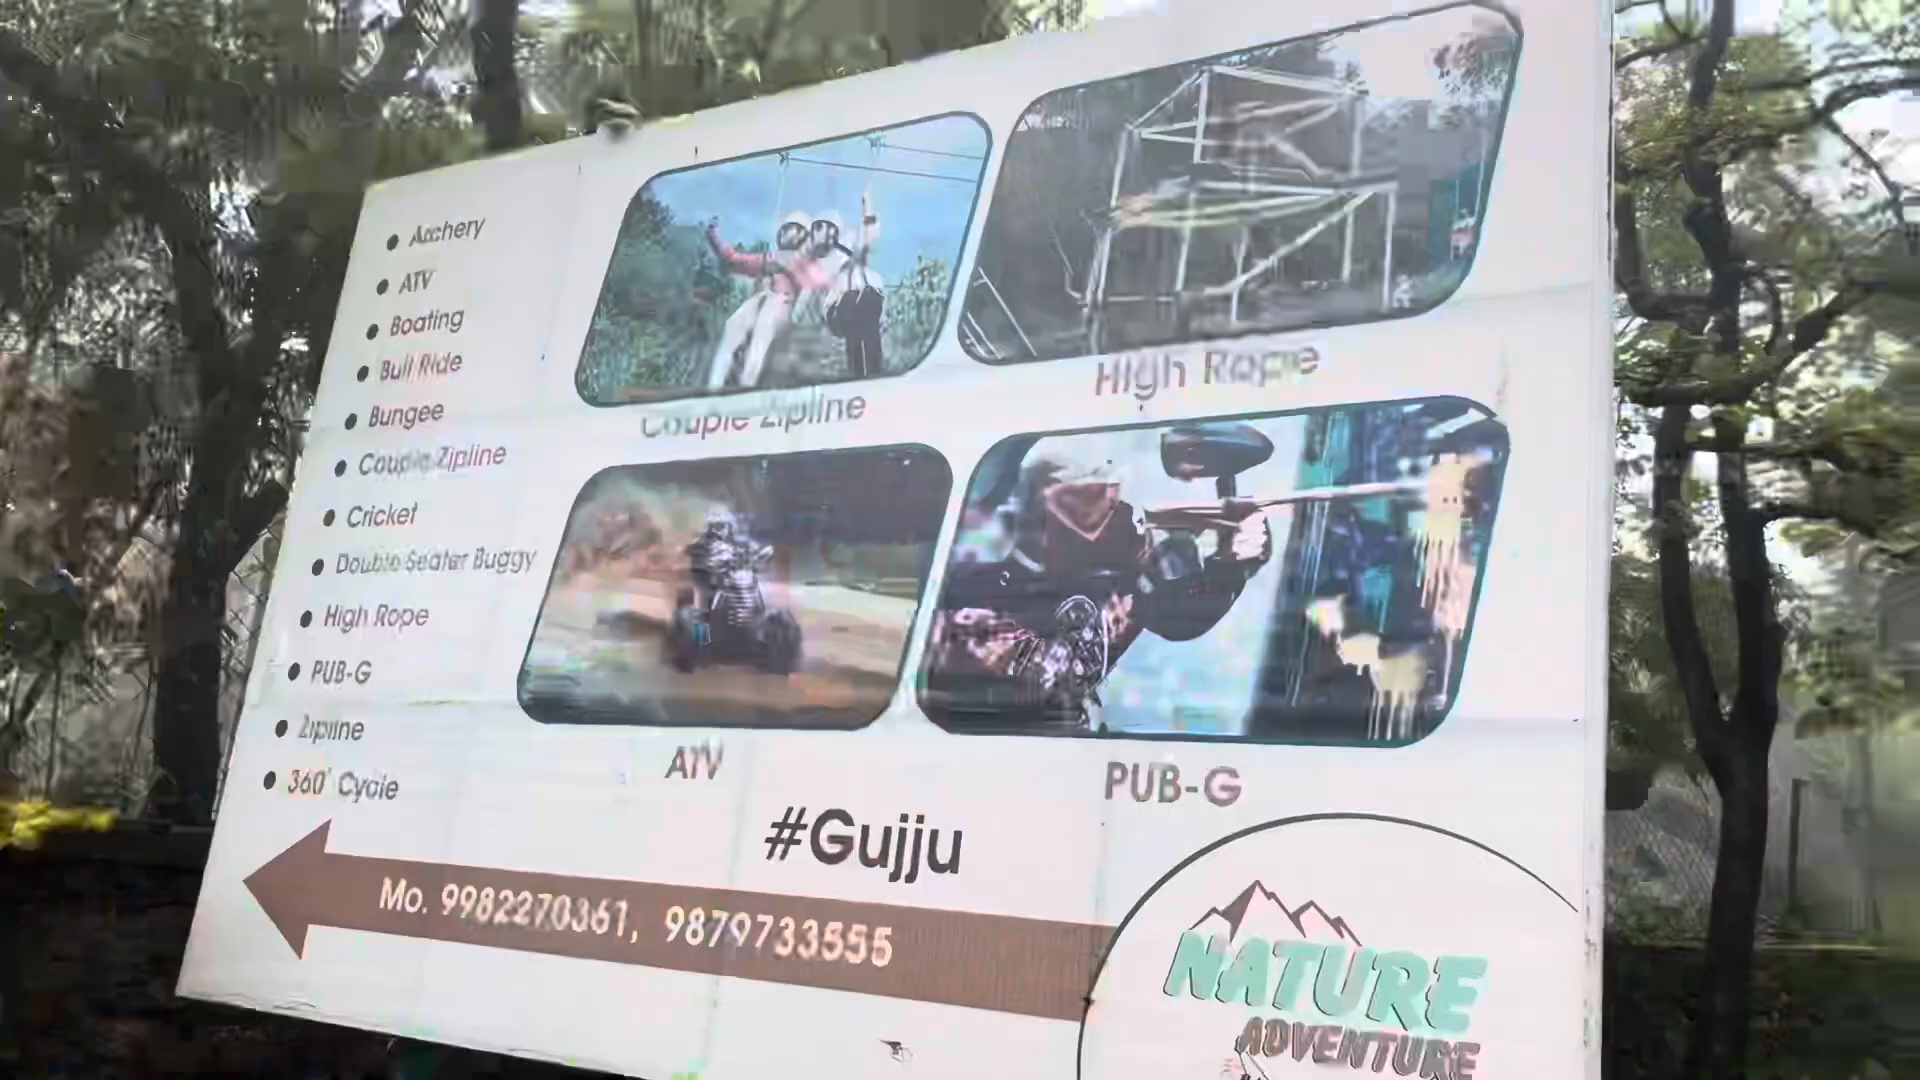 Archery
ATV
Boating
Bull Ride
Bungee
Couple Zipline
Cricket
Double Seater Buggy
High Rope
PUB-G
Zipline
360° Cycle
Couple Zipline
High Rope
ATV
PUB-G
#Gujju
Mo. 9982270361, 9879733555
NATURE
ADVENTURE